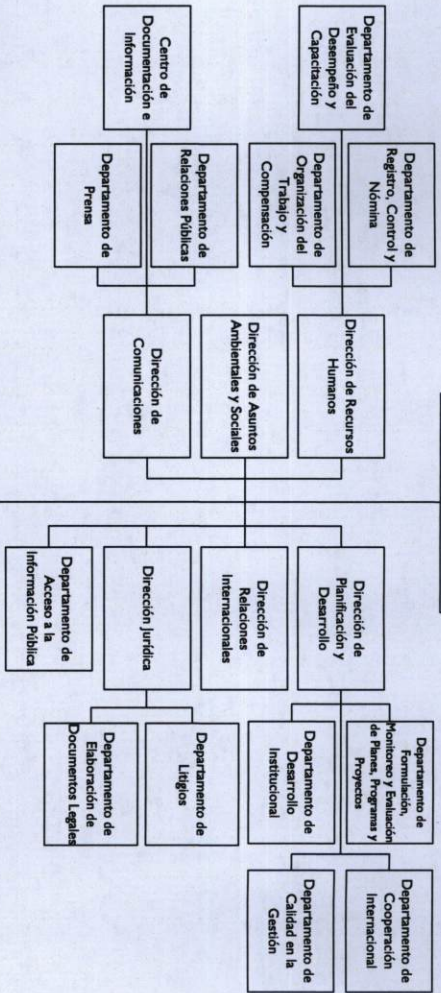 Dirección de Recursos
Humanos
Departamento de
Registro, Control y
Nómina
Departamento de
Organización del
Trabajo y
Compensación
Departamento de
Evaluación del
Desempeño y
Capacitación
Dirección de Asuntos
Ambientales y Sociales
Dirección de
Comunicaciones
Departamento de
Relaciones Públicas
Departamento de
Prensa
Centro de
Documentación e
Información
Dirección de
Planificación y
Desarrollo
Departamento de
Formulación,
Monitoreo y Evaluación
de Planes, Programas y
Proyectos
Departamento de
Desarrollo
Institucional
Departamento de
Cooperación
Internacional
Departamento de
Calidad en la
Gestión
Dirección de
Relaciones
Internacionales
Dirección Jurídica
Departamento de
Litigios
Departamento de
Elaboración de
Documentos Legales
Departamento de
Acceso a la
Información Pública